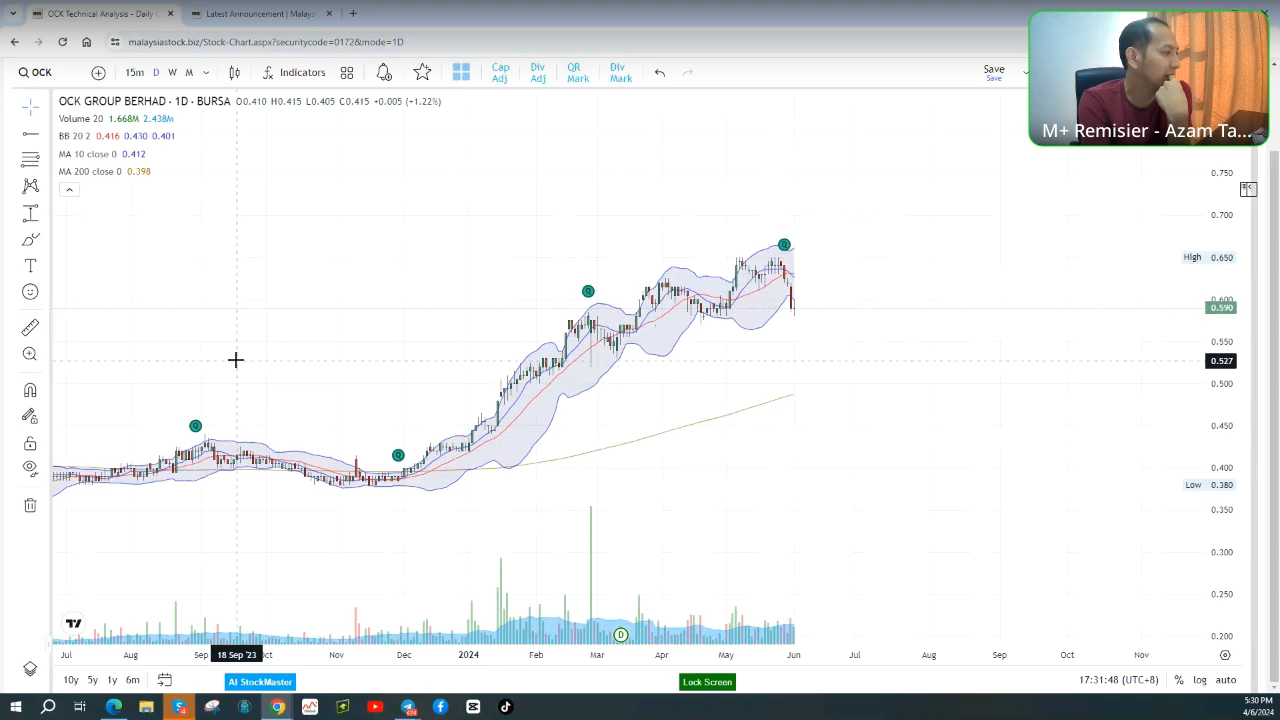 OCK Technical Analysis - Daily C
Latest Announcement | Malays
malaysiastock.biz/Stock-Chart.aspx?securitycode=0172&mode=1D
OCK
15m D W M
Indicators
Cap Adj
Div Adj
QR Mark
Div Mark
Save
Save
OCK GROUP BERHAD · 1D · BURSA O0.410 H0.415 L0.405 C0.415 +0.005 (+1.22%)
Volume 20 1.668M 2.438M
BB 20 2 0.416 0.430 0.401
MA 10 close 0 0.412
MA 200 close 0 0.398
M+ Remisier - Azam Ta...
0.750
0.700
High 0.650
0.600
0.590
0.550
0.527
0.500
0.450
0.400
Low 0.380
0.350
0.300
0.250
0.200
Q
Q
Q
Q
D
Jul Aug Sep 18 Sep '23 Oct Nov Dec 2024 Feb Mar Apr May Jun Jul Aug Sep Oct Nov
10y 5y 1y 6m
AI StockMaster
Lock Screen
17:31:48 (UTC+8) % log auto
674
5:30 PM
4/6/2024